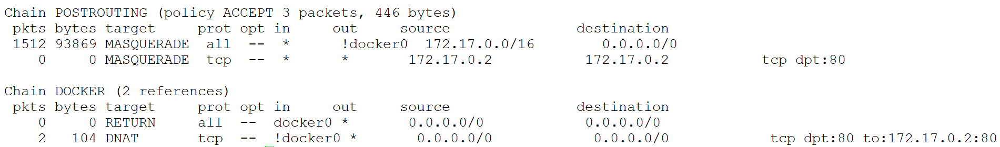 Chain POSTROUTING (policy ACCEPT 3 packets, 446 bytes)
pkts bytes target prot opt in out source destination
1512 93869 MASQUERADE all -- * !docker0 172.17.0.0/16 0.0.0.0/0
0 0 MASQUERADE tcp -- * * 172.17.0.2 172.17.0.2 tcp dpt:80
Chain DOCKER (2 references)
pkts bytes target prot opt in out source destination
0 0 RETURN all -- docker0 * 0.0.0.0/0 0.0.0.0/0
2 104 DNAT tcp -- !docker0 * 0.0.0.0/0 0.0.0.0/0 tcp dpt:80 to:172.17.0.2:80